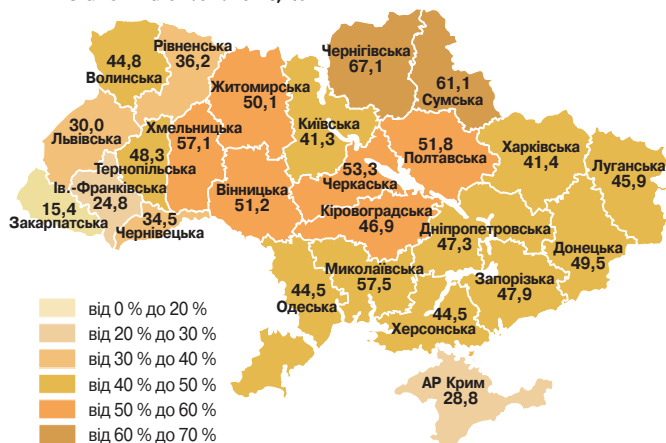 Рівненська
36,2
44,8
Волинська
Житомирська
50,1
Чернігівська
67,1
61,1
Сумська
Київська
41,3
30,0
Львівська
Хмельницька
57,1
48,3
Тернопільська
51,8
Полтавська
Харківська
41,4
Луганська
45,9
Ів.-Франківська
24,8
15,4
Закарпатська
34,5
Чернівецька
Вінницька
51,2
53,3
Черкаська
Кіровоградська
46,9
Дніпропетровська
47,3
Донецька
49,5
Миколаївська
57,5
Запорізька
47,9
44,5
Одеська
44,5
Херсонська
АР Крим
28,8
від 0 % до 20 %
від 20 % до 30 %
від 30 % до 40 %
від 40 % до 50 %
від 50 % до 60 %
від 60 % до 70 %